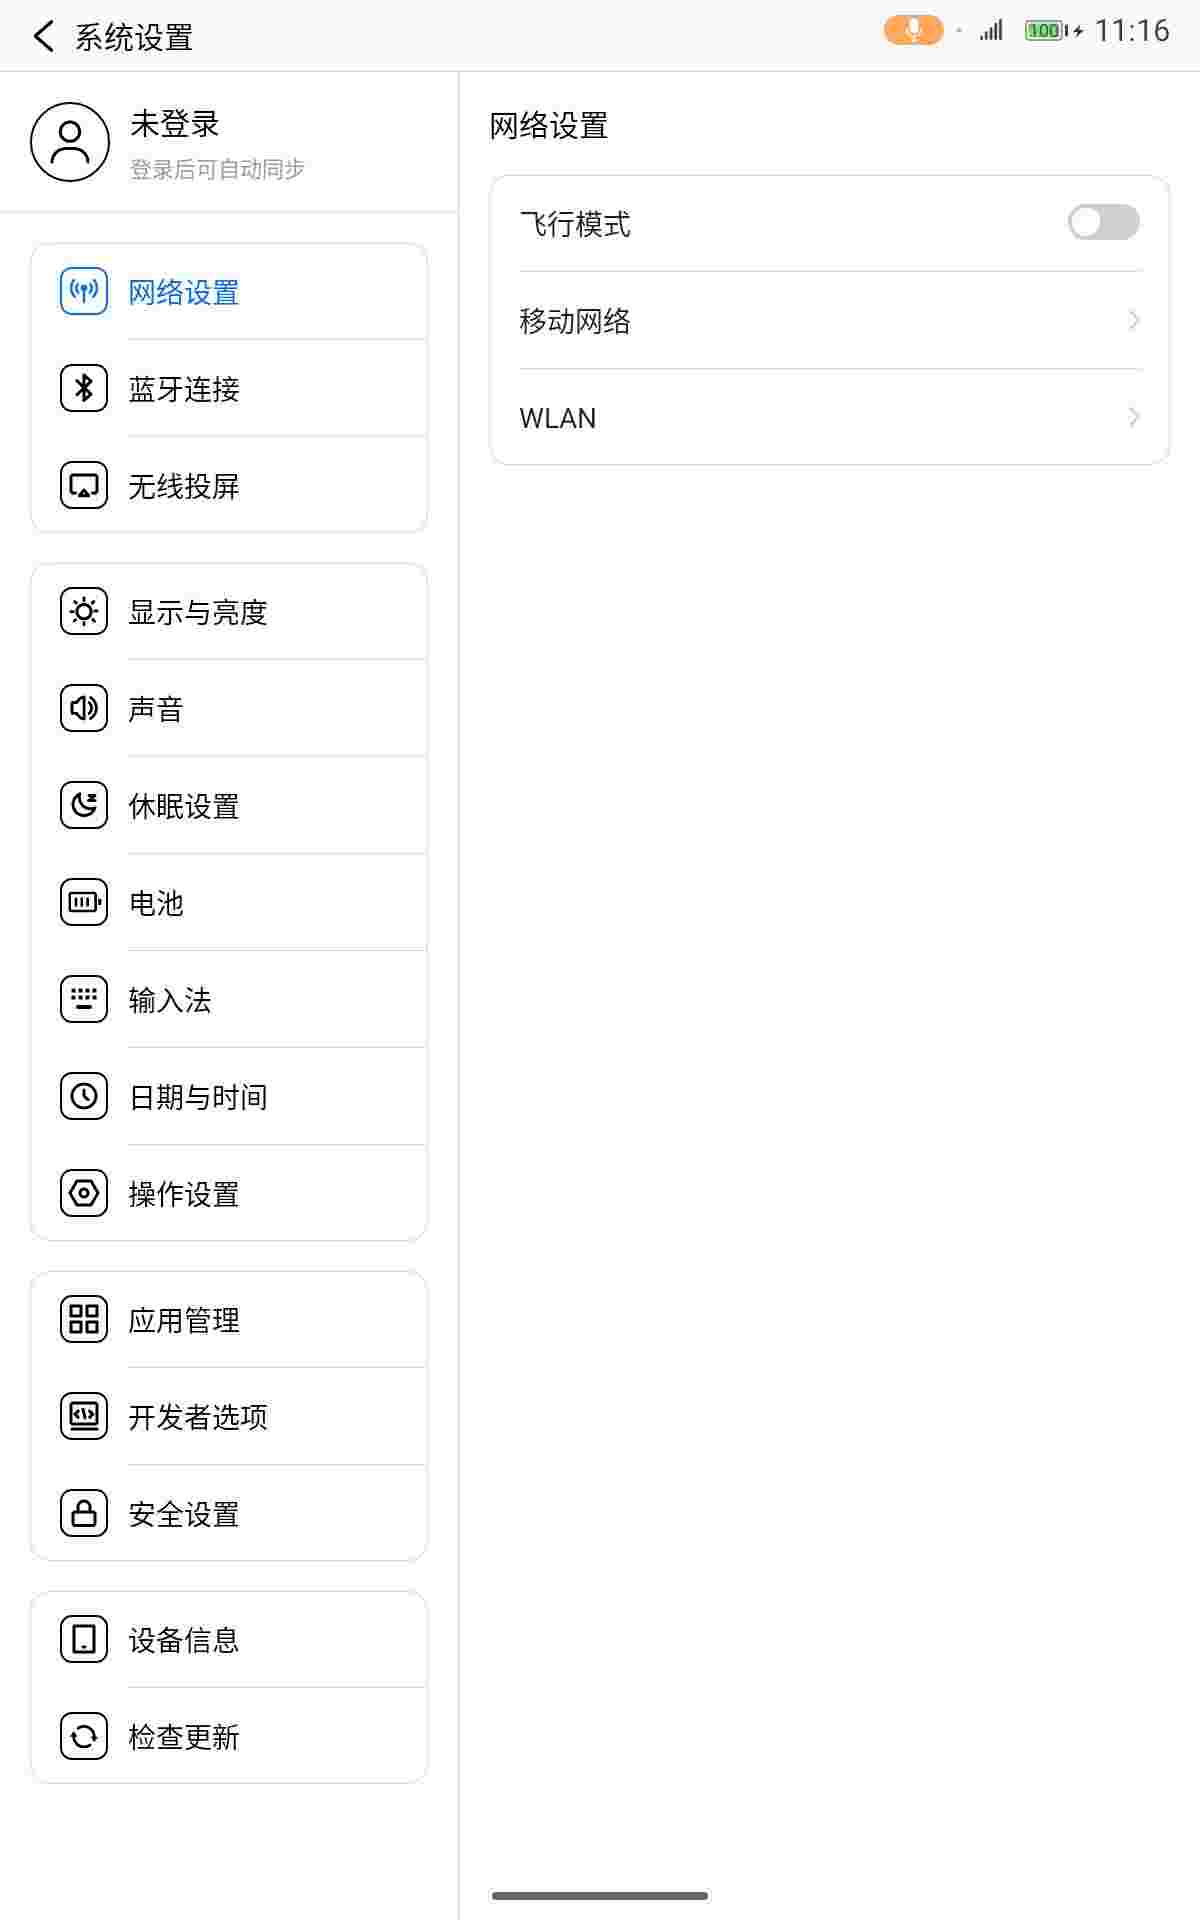 系统设置
100
11:16
未登录
登录后可自动同步
网络设置
蓝牙连接
无线投屏
显示与亮度
声音
休眠设置
电池
输入法
日期与时间
操作设置
应用管理
开发者选项
安全设置
设备信息
检查更新
网络设置
飞行模式
移动网络
WLAN